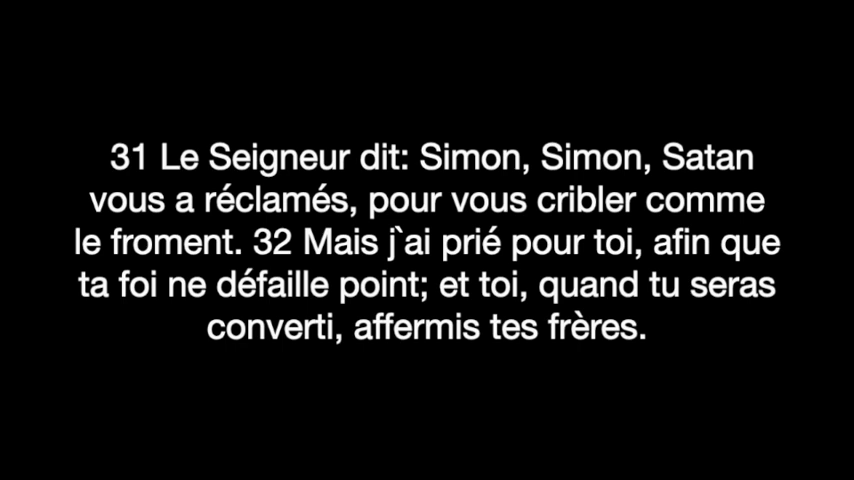 31 Le Seigneur dit: Simon, Simon, Satan
vous a réclamés, pour vous cribler comme
le froment. 32 Mais j`ai prié pour toi, afin que
ta foi ne défaille point; et toi, quand tu seras
converti, affermis tes frères.